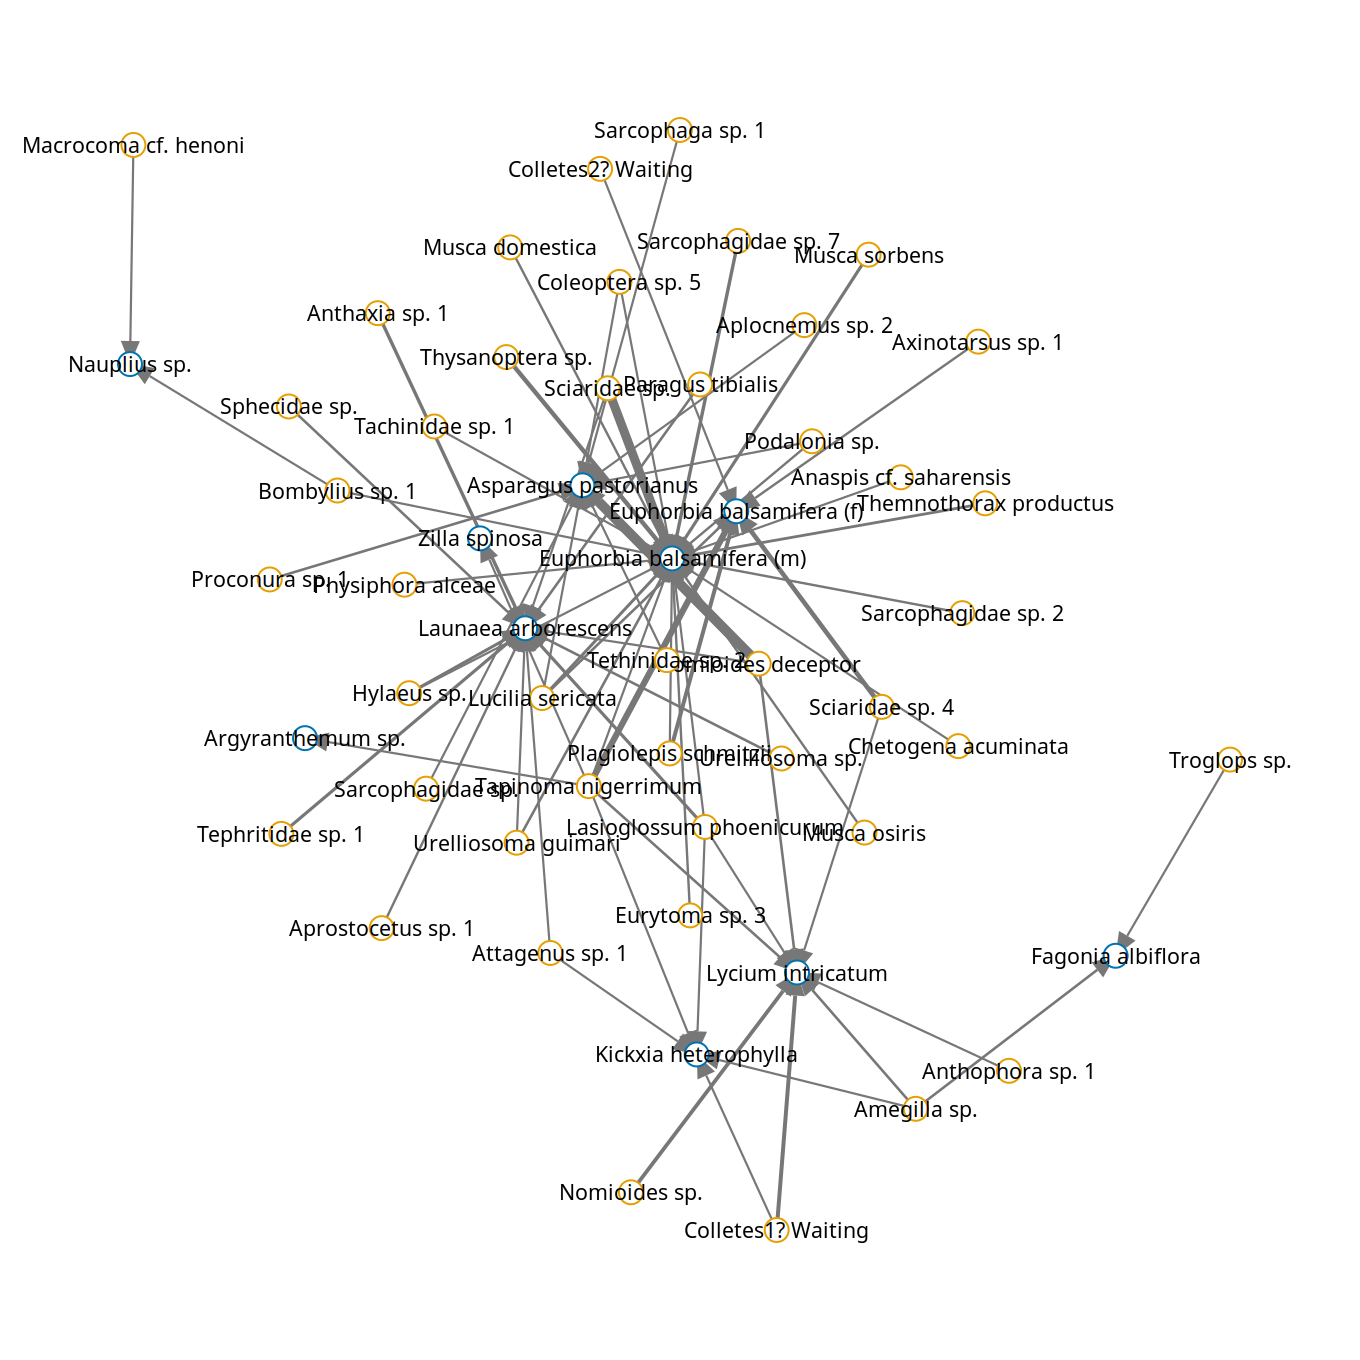 Sarcophaga sp. 1
Macrocoma cf. henoni
Colletes2? Waiting
Sarcophagidae sp. 7
Musca domestica
Musca sorbens
Coleoptera sp. 5
Anthaxia sp. 1
Aplocnemus sp. 2
Axinotarsus sp. 1
Thysanoptera sp.
Nauplius sp.
Sciaridae sp.
Paragus tibialis
Sphecidae sp.
Tachinidae sp. 1
Podalonia sp.
Anaspis cf. saharensis
Asparagus pastorianus
Bombylius sp. 1
Themnothorax productus
Euphorbia balsamifera (f)
Zilla spinosa
Euphorbia balsamifera (m)
Proconura sp. 1
Physiphora alceae
Sarcophagidae sp. 2
Launaea arborescens
Tethinidae sp. 2
deceptor
Hylaeus sp.
Lucilia sericata
Sciaridae sp. 4
Argyranthemum sp.
Chetogena acuminata
Plagiolepis schmitzii
Urelliosoma sp.
Troglops sp.
Sarcophagidae sp.
Tapinoma nigerrimum
Lasioglossum phoenicurum
Musca osiris
Tephritidae sp. 1
Urelliosoma guimari
Eurytoma sp. 3
Aprostocetus sp. 1
Attagenus sp. 1
Fagonia albiflora
Lycium intricatum
Kickxia heterophylla
Anthophora sp. 1
Amegilla sp.
Nomioides sp.
Colletes1? Waiting